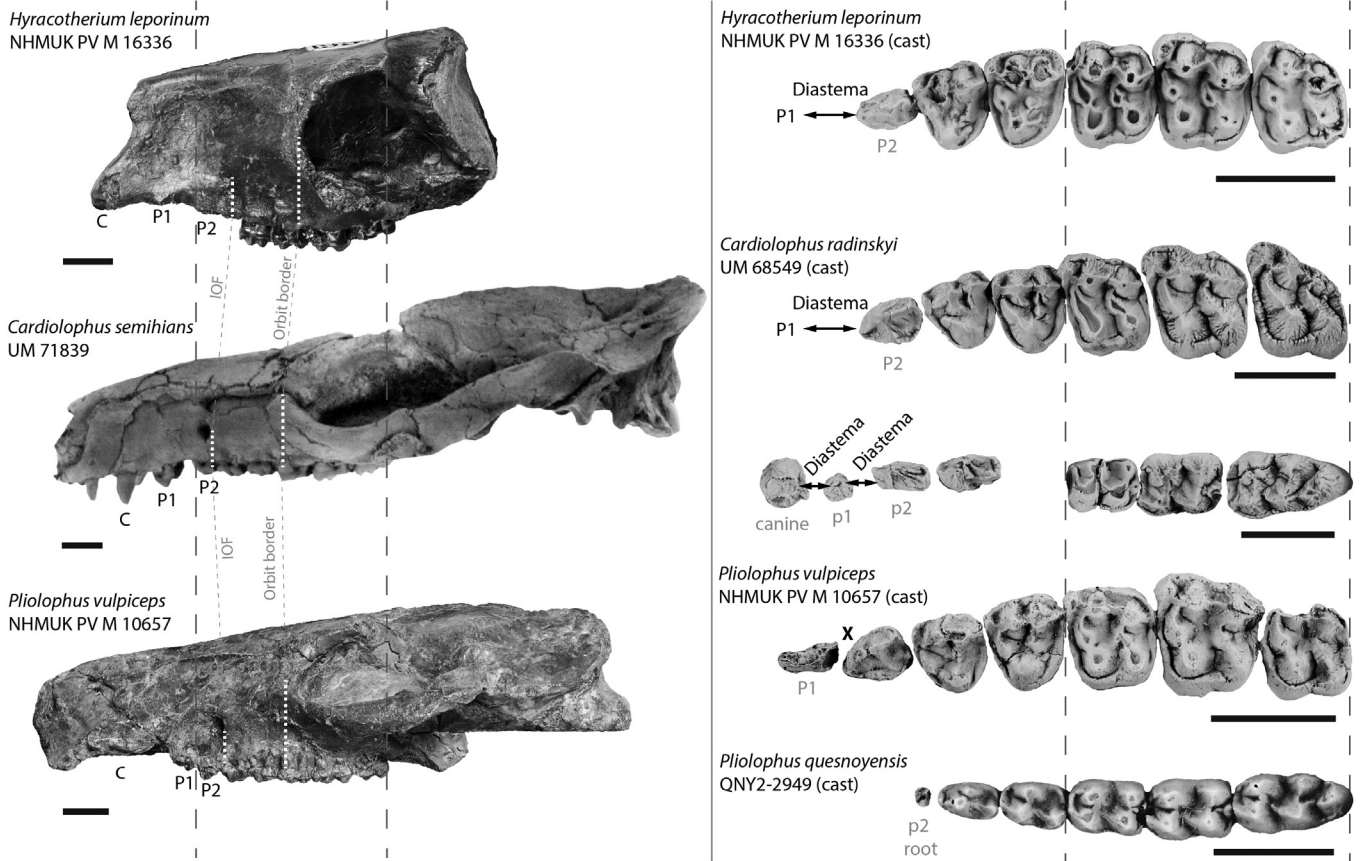 Hyracotherium leporinum
NHMUK PV M 16336
C
P1
P2
IOF
Orbit border
Cardiolophus semihians
UM 71839
P1
P2
C
IOF
Orbit border
Pliolophus vulpiceps
NHMUK PV M 10657
C
P1
P2
Hyracotherium leporinum
NHMUK PV M 16336 (cast)
Diastema
P1
P2
Cardiolophus radinskyi
UM 68549 (cast)
Diastema
P1
P2
Diastema
Diastema
canine
p1
p2
Pliolophus vulpiceps
NHMUK PV M 10657 (cast)
X
P1
Pliolophus quesnoyensis
QNY2-2949 (cast)
p2
root